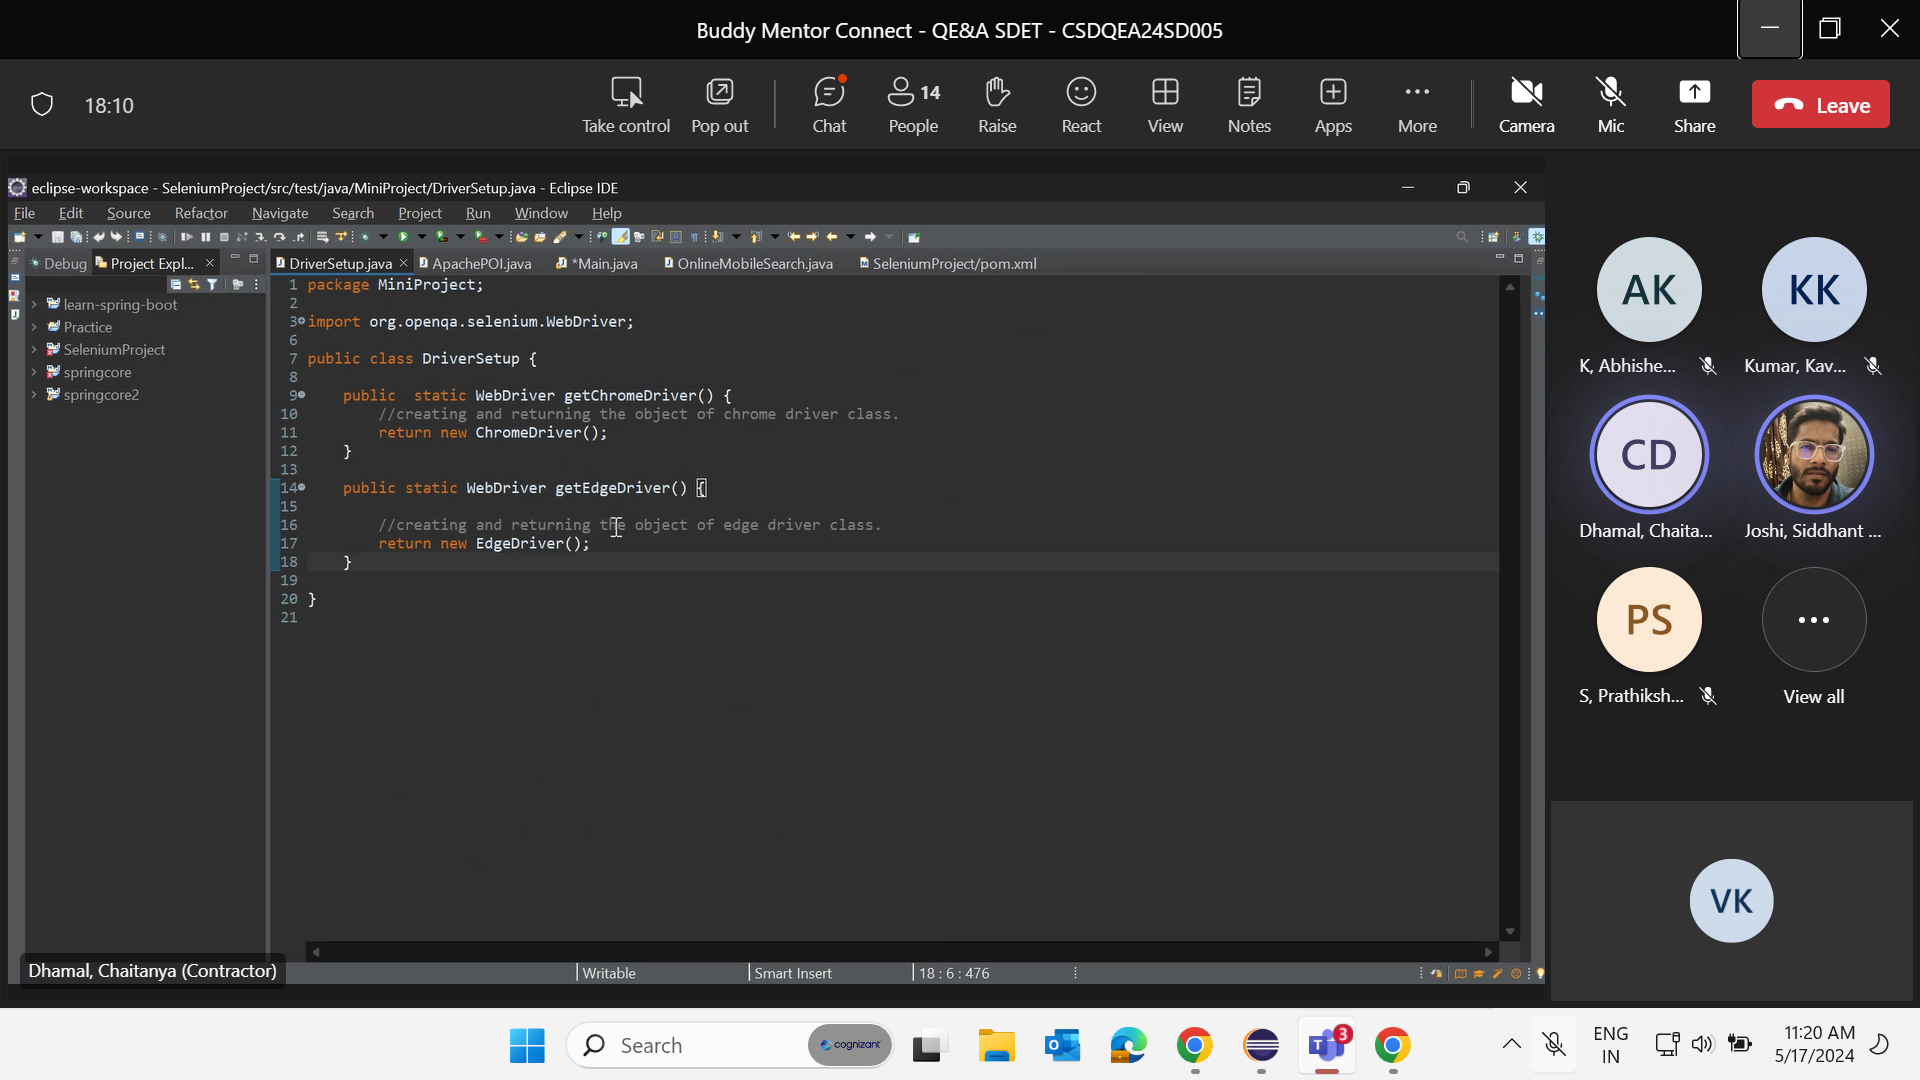 Buddy Mentor Connect - QE&A SDET - CSDQEA24SD005
18:10
Take control
Pop out
Chat
14
People
Raise
React
View
Notes
Apps
More
Camera
Mic
Share
Leave
eclipse-workspace - SeleniumProject/src/test/java/MiniProject/DriverSetup.java - Eclipse IDE
File Edit Source Refactor Navigate Search Project Run Window Help
Debug
Project Expl...
DriverSetup.java
ApachePOI.java
*Main.java
OnlineMobileSearch.java
SeleniumProject/pom.xml
learn-spring-boot
Practice
SeleniumProject
springcore
springcore2
1 package MiniProject;
2
3 import org.openqa.selenium.WebDriver;
6
7 public class DriverSetup {
8
9 public  static WebDriver getChromeDriver() {
10 //creating and returning the object of chrome driver class.
11 return new ChromeDriver();
12 }
13
14 public static WebDriver getEdgeDriver() {
15
16 //creating and returning the object of edge driver class.
17 return new EdgeDriver();
18 }
19
20 }
21
Dhamal, Chaitanya (Contractor)
Writable
Smart Insert
18 : 6 : 476
AK
K, Abhishe...
KK
Kumar, Kav...
CD
Dhamal, Chaita...
Joshi, Siddhant ...
PS
S, Prathiksh...
View all
VK
Search
cognizant
3
ENG
IN
11:20 AM
5/17/2024